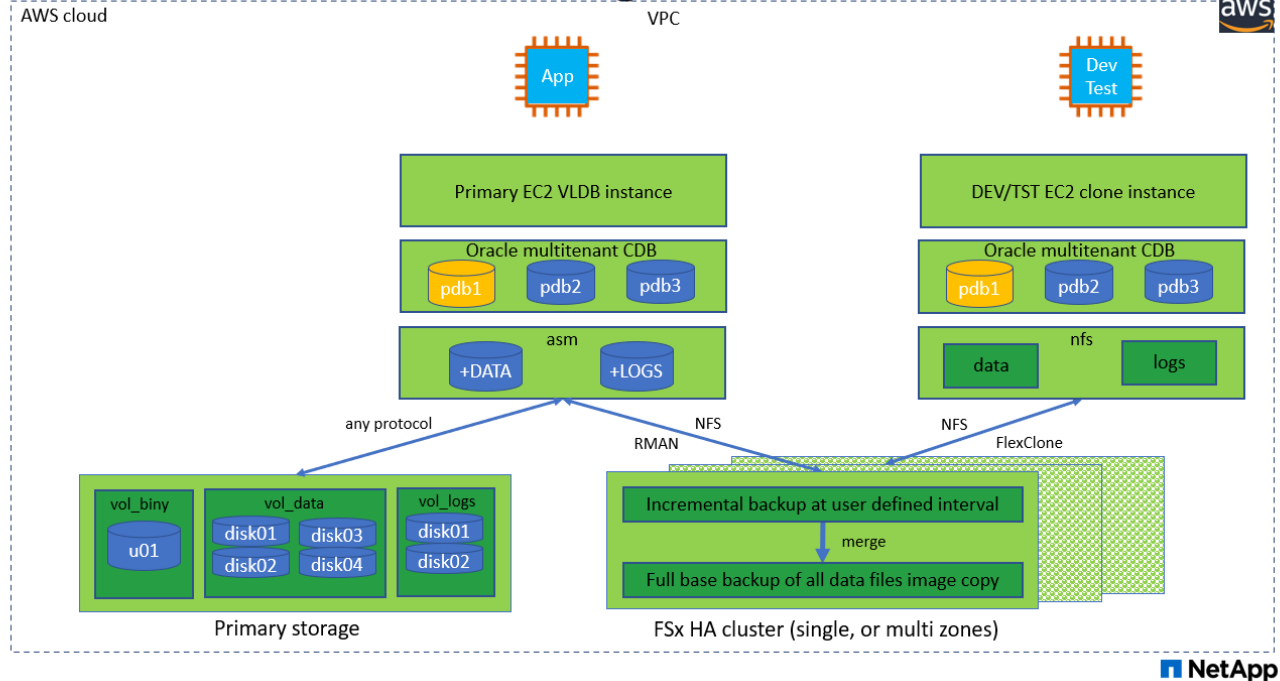 AWS cloud
VPC
aws
App
Dev
Test
Primary EC2 VLDB instance
DEV/TST EC2 clone instance
Oracle multitenant CDB
pdb1
pdb2
pdb3
Oracle multitenant CDB
pdb1
pdb2
pdb3
asm
+DATA
+LOGS
nfs
data
logs
any protocol
NFS
RMAN
NFS
FlexClone
vol_biny
u01
vol_data
disk01
disk03
disk02
disk04
vol_logs
disk01
disk02
Incremental backup at user defined interval
merge
Full base backup of all data files image copy
Primary storage
FSx HA cluster (single, or multi zones)
NetApp